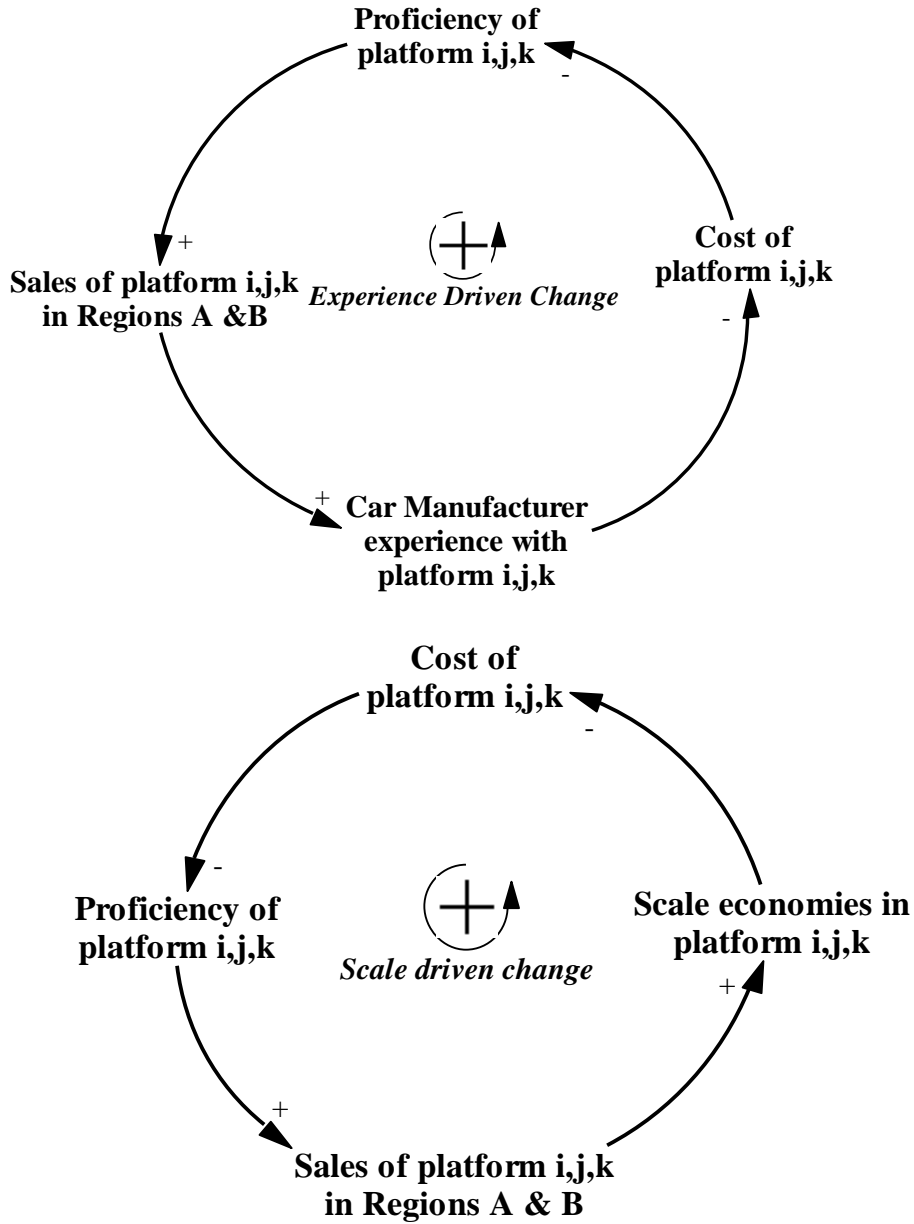 Proficiency of
platform i,j,k
-
+
Sales of platform i,j,k
in Regions A &B
Experience Driven Change
Cost of
platform i,j,k
-
+
Car Manufacturer
experience with
platform i,j,k
Cost of
platform i,j,k
-
-
Proficiency of
platform i,j,k
Scale driven change
Scale economies in
platform i,j,k
+
+
Sales of platform i,j,k
in Regions A & B